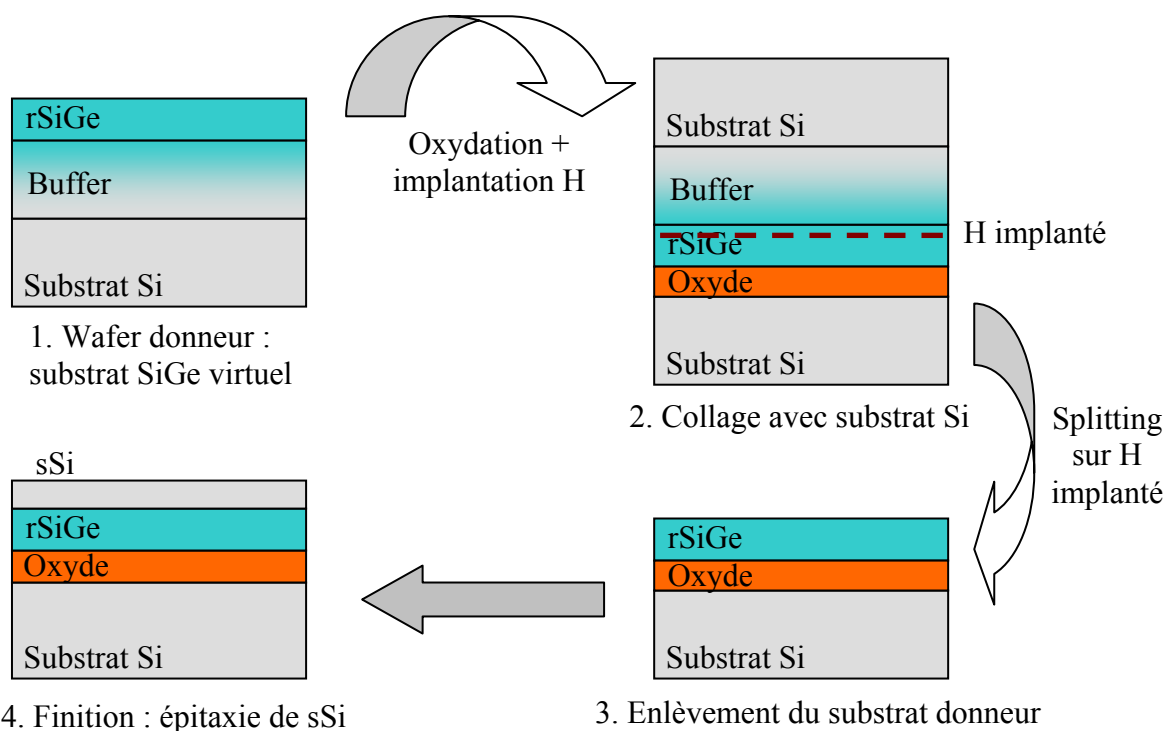 rSiGe
Buffer
Substrat Si
1. Wafer donneur :
substrat SiGe virtuel
Oxydation +
implantation H
Substrat Si
Buffer
rSiGe
H implanté
Oxyde
Substrat Si
2. Collage avec substrat Si
Splitting
sur H
implanté
rSiGe
Oxyde
Substrat Si
3. Enlèvement du substrat donneur
sSi
rSiGe
Oxyde
Substrat Si
4. Finition : épitaxie de sSi